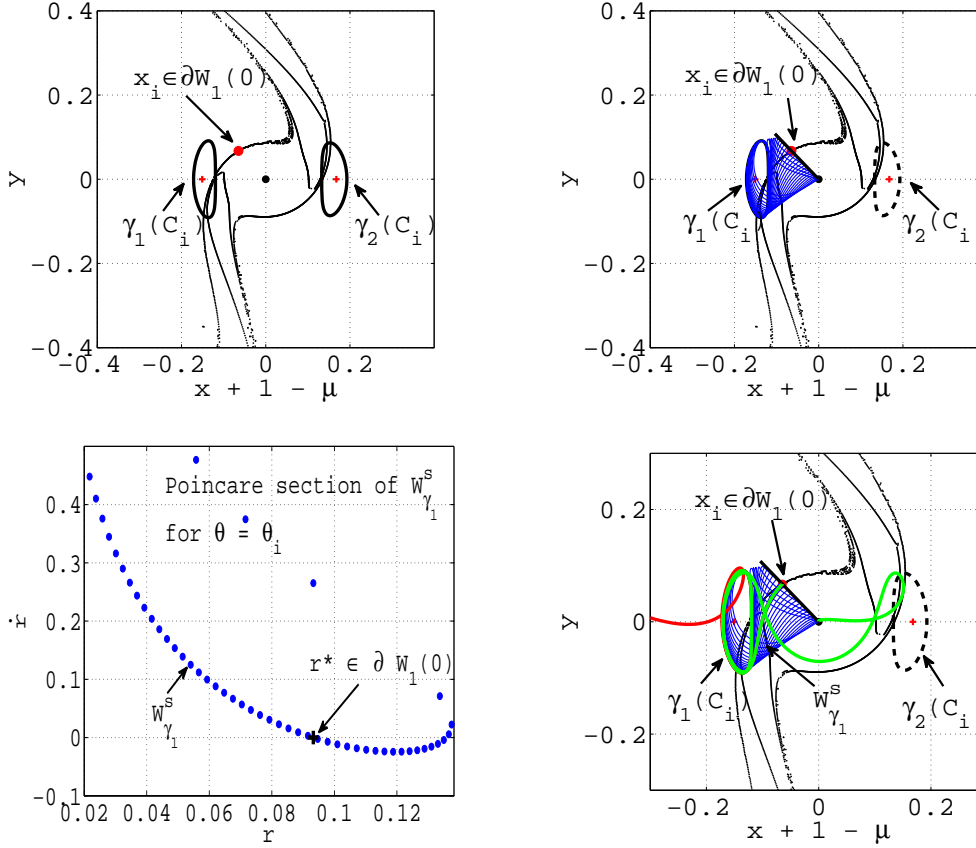 0.4
0.2
0
-0.2
-0.4
y
x_i∈∂W_1(0)
γ_1(C_i)
γ_2(C_i)
-0.4 -0.2 0 0.2
x + 1 - μ
0.4
0.2
0
-0.2
-0.4
y
x_i∈∂W_1(0)
γ_1(C_i)
γ_2(C_i
-0.4 -0.2 0 0.2
x + 1 - μ
0.4
0.3
0.2
0.1
0
-0.1
ṙ
Poincare section of W^s_γ_1
for θ = θ_i
r* ∈ ∂ W_1(0)
W^s_γ_1
0.02 0.04 0.06 0.08 0.1 0.12
r
0.2
0
-0.2
y
x_i∈∂W_1(0)
γ_1(C_i)
W^s_γ_1
γ_2(C_i
-0.2 0 0.2
x + 1 - μ